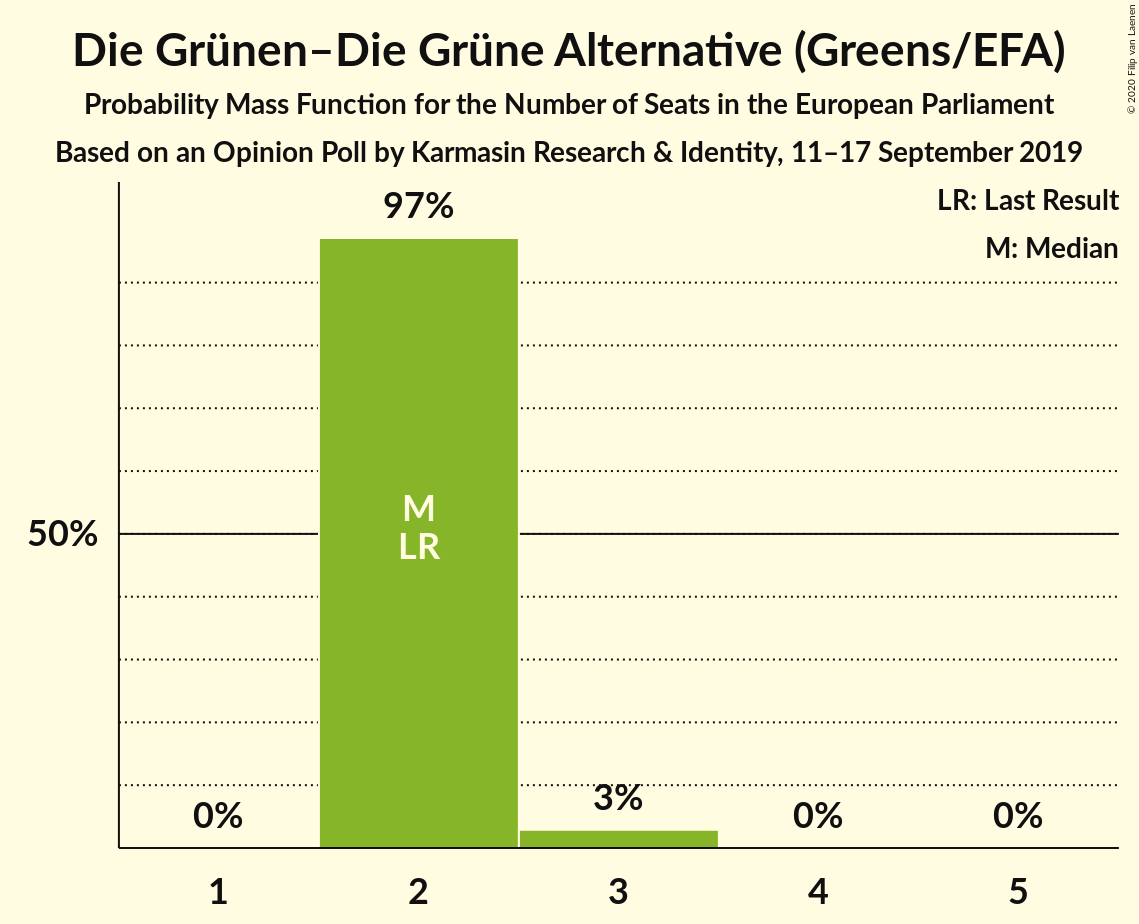 Die Grünen–Die Grüne Alternative (Greens/EFA)
Probability Mass Function for the Number of Seats in the European Parliament
Based on an Opinion Poll by Karmasin Research & Identity, 11–17 September 2019
© 2020 Filip van Laenen
LR: Last Result
M: Median
97%
M
LR
50%
0%
3%
0%
0%
1
2
3
4
5